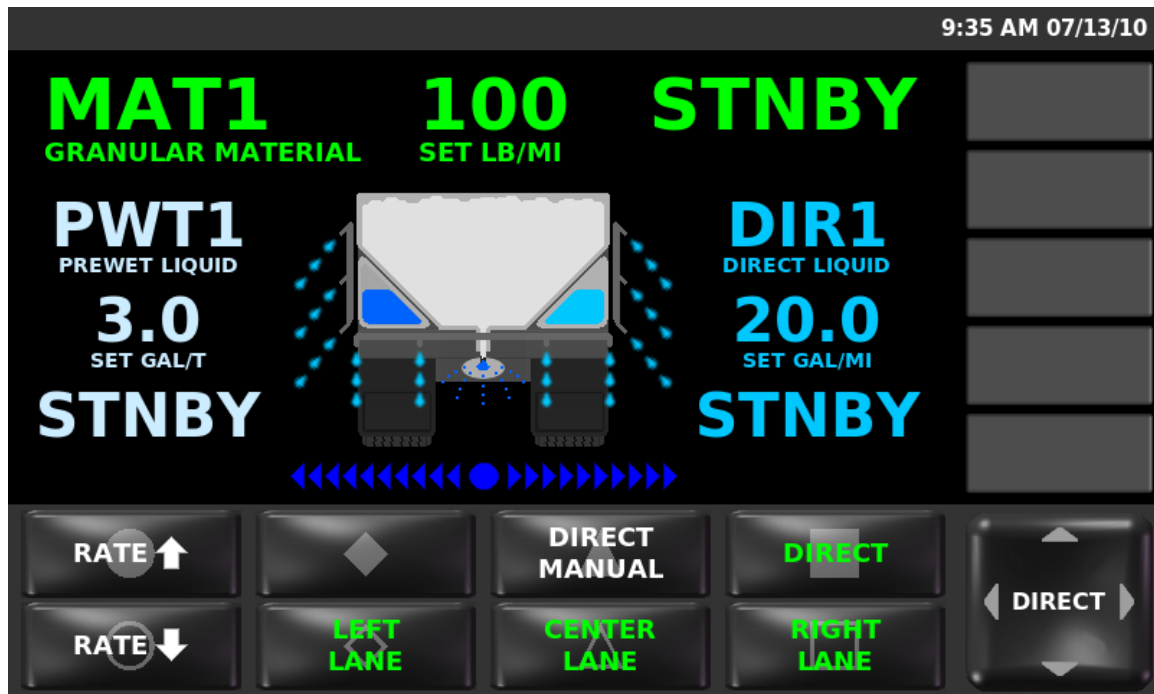 9:35 AM 07/13/10
MAT1 100 STNBY
GRANULAR MATERIAL SET LB/MI
PWT1
PREWET LIQUID
3.0
SET GAL/T
STNBY
DIR1
DIRECT LIQUID
20.0
SET GAL/MI
STNBY
RATE
DIRECT
MANUAL
DIRECT
RATE
LEFT
LANE
CENTER
LANE
RIGHT
LANE
DIRECT